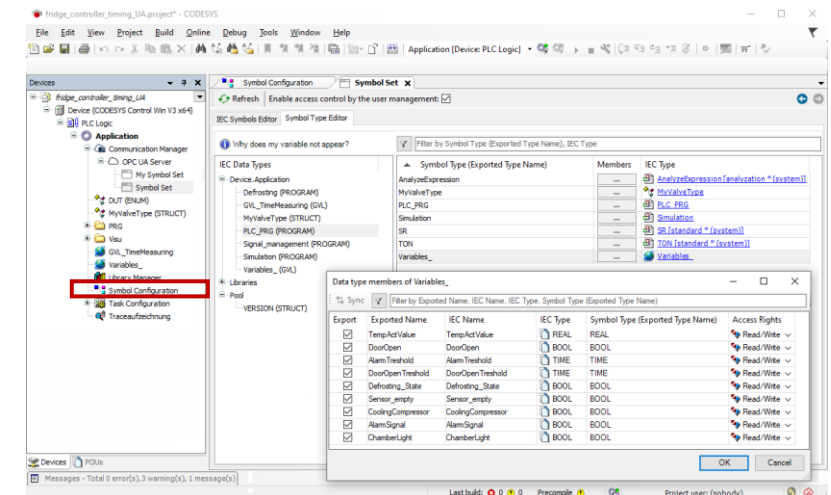 fridge_controller_timing_UA.project* - CODESYS
File Edit View Project Build Online Debug Tools Window Help
Application [Device: PLC Logic]
Devices
Symbol Configuration
Symbol Set
fridge_controller_timing_UA
Device (CODESYS Control Win V3 x64)
PLC Logic
Application
Communication Manager
OPC UA Server
My Symbol Set
Symbol Set
DUT (ENUM)
MyValveType (STRUCT)
PRG
Visu
GVL_TimeMeasuring
Variables_
Library Manager
Symbol Configuration
Task Configuration
Traceaufzeichnung
Devices POUs
Refresh Enable access control by the user management:
IEC Symbols Editor Symbol Type Editor
Why does my variable not appear?
Filter by Symbol Type (Exported Type Name), IEC Type
IEC Data Types
Device.Application
Defrosting (PROGRAM)
GVL_TimeMeasuring (GVL)
MyValveType (STRUCT)
PLC_PRG (PROGRAM)
Signal_management (PROGRAM)
Simulation (PROGRAM)
Variables_ (GVL)
Libraries
Pool
VERSION (STRUCT)
Symbol Type (Exported Type Name) Members IEC Type
AnalyzeExpression ... AnalyzeExpression [analyzation * (system)]
MyValveType ... MyValveType
PLC_PRG ... PLC_PRG
Simulation ... Simulation
SR ... SR [standard * (system)]
TON ... TON [standard * (system)]
Variables_ ... Variables_
Data type members of Variables_
Sync Filter by Exported Name, IEC Name, IEC Type, Symbol Type (Exported Type Name)
Export Exported Name IEC Name IEC Type Symbol Type (Exported Type Name) Access Rights
TempActValue TempActValue REAL REAL Read/Write
DoorOpen DoorOpen BOOL BOOL Read/Write
AlarmTreshold AlarmTreshold TIME TIME Read/Write
DoorOpenTreshold DoorOpenTreshold TIME TIME Read/Write
Defrosting_State Defrosting_State BOOL BOOL Read/Write
Sensor_empty Sensor_empty BOOL BOOL Read/Write
CoolingCompressor CoolingCompressor BOOL BOOL Read/Write
AlarmSignal AlarmSignal BOOL BOOL Read/Write
ChamberLight ChamberLight BOOL BOOL Read/Write
OK Cancel
Messages - Total 0 error(s), 3 warning(s), 1 message(s)
Last build: 0 0 Precompile Project user: (nobody)